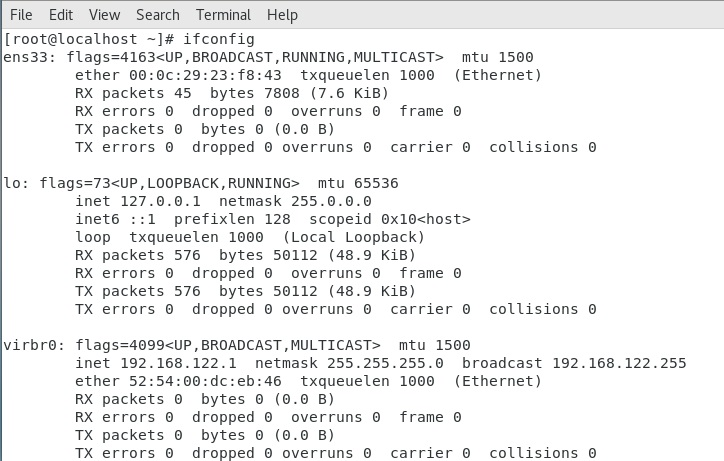 File Edit View Search Terminal Help
[root@localhost ~]# ifconfig
ens33: flags=4163<UP,BROADCAST,RUNNING,MULTICAST>  mtu 1500
        ether 00:0c:29:23:f8:43  txqueuelen 1000  (Ethernet)
        RX packets 45  bytes 7808 (7.6 KiB)
        RX errors 0  dropped 0  overruns 0  frame 0
        TX packets 0  bytes 0 (0.0 B)
        TX errors 0  dropped 0 overruns 0  carrier 0  collisions 0

lo: flags=73<UP,LOOPBACK,RUNNING>  mtu 65536
        inet 127.0.0.1  netmask 255.0.0.0
        inet6 ::1  prefixlen 128  scopeid 0x10<host>
        loop  txqueuelen 1000  (Local Loopback)
        RX packets 576  bytes 50112 (48.9 KiB)
        RX errors 0  dropped 0  overruns 0  frame 0
        TX packets 576  bytes 50112 (48.9 KiB)
        TX errors 0  dropped 0 overruns 0  carrier 0  collisions 0

virbr0: flags=4099<UP,BROADCAST,MULTICAST>  mtu 1500
        inet 192.168.122.1  netmask 255.255.255.0  broadcast 192.168.122.255
        ether 52:54:00:dc:eb:46  txqueuelen 1000  (Ethernet)
        RX packets 0  bytes 0 (0.0 B)
        RX errors 0  dropped 0  overruns 0  frame 0
        TX packets 0  bytes 0 (0.0 B)
        TX errors 0  dropped 0 overruns 0  carrier 0  collisions 0